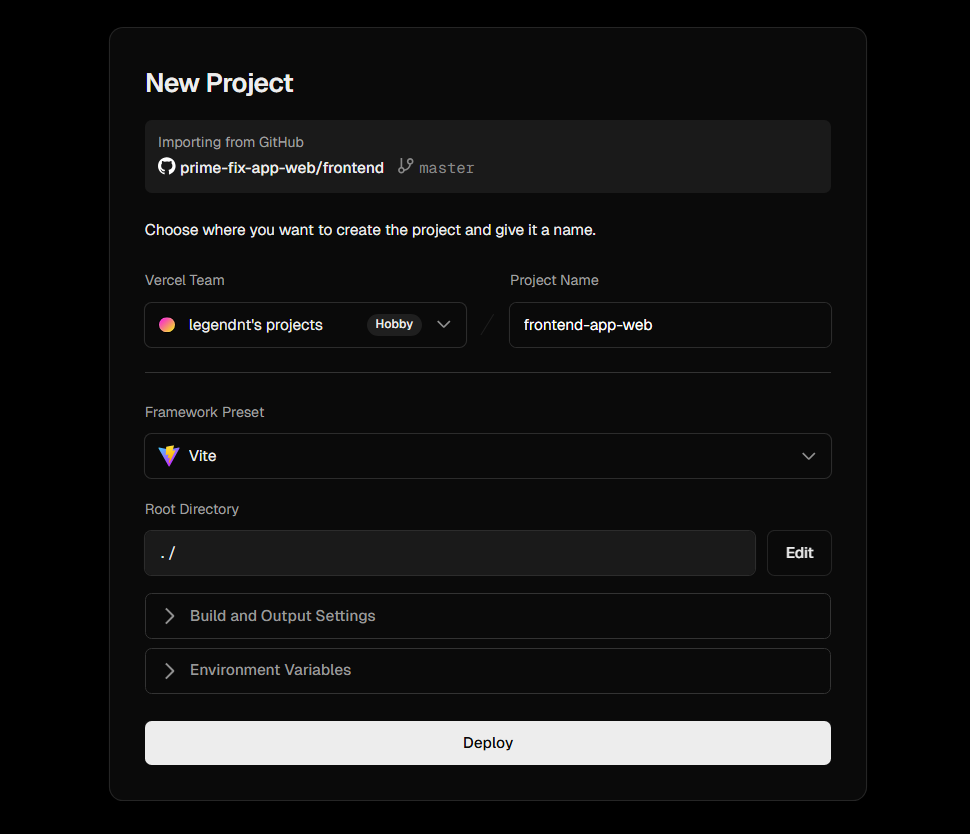 New Project
Importing from GitHub
prime-fix-app-web/frontend master
Choose where you want to create the project and give it a name.
Vercel Team
Project Name
legendnt's projects Hobby
/
frontend-app-web
Framework Preset
Vite
Root Directory
./
Edit
Build and Output Settings
Environment Variables
Deploy